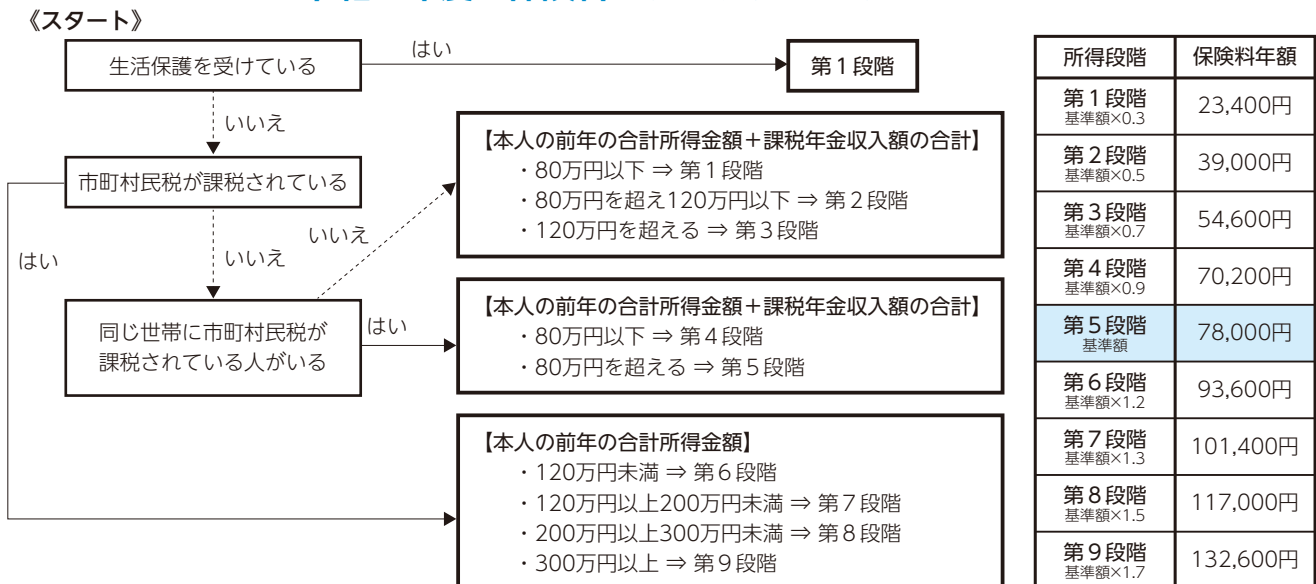 《スタート》
生活保護を受けている
はい
第1段階
いいえ
市町村民税が課税されている
はい
いいえ
いいえ
同じ世帯に市町村民税が
課税されている人がいる
はい
【本人の前年の合計所得金額＋課税年金収入額の合計】
・80万円以下 ⇒ 第1段階
・80万円を超え120万円以下 ⇒ 第2段階
・120万円を超える ⇒ 第3段階
【本人の前年の合計所得金額＋課税年金収入額の合計】
・80万円以下 ⇒ 第4段階
・80万円を超える ⇒ 第5段階
【本人の前年の合計所得金額】
・120万円未満 ⇒ 第6段階
・120万円以上200万円未満 ⇒ 第7段階
・200万円以上300万円未満 ⇒ 第8段階
・300万円以上 ⇒ 第9段階
所得段階 保険料年額
第1段階 23,400円
基準額×0.3
第2段階 39,000円
基準額×0.5
第3段階 54,600円
基準額×0.7
第4段階 70,200円
基準額×0.9
第5段階 78,000円
基準額
第6段階 93,600円
基準額×1.2
第7段階 101,400円
基準額×1.3
第8段階 117,000円
基準額×1.5
第9段階 132,600円
基準額×1.7